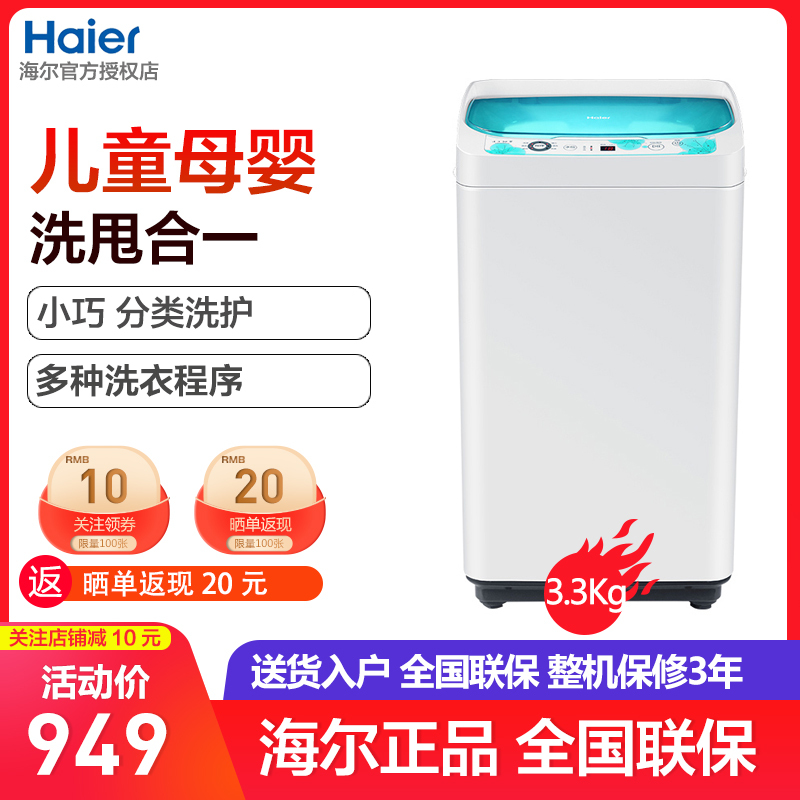 Haier
海尔官方授权店
Haier
儿童母婴
洗甩合一
小巧 分类洗护
多种洗衣程序
RMB
10
关注领券
限量100张
RMB
20
晒单返现
限量100张
返 晒单返现 20 元
3.3Kg
关注店铺减 10 元
活动价
949
送货入户 全国联保 整机保修3年
海尔正品 全国联保